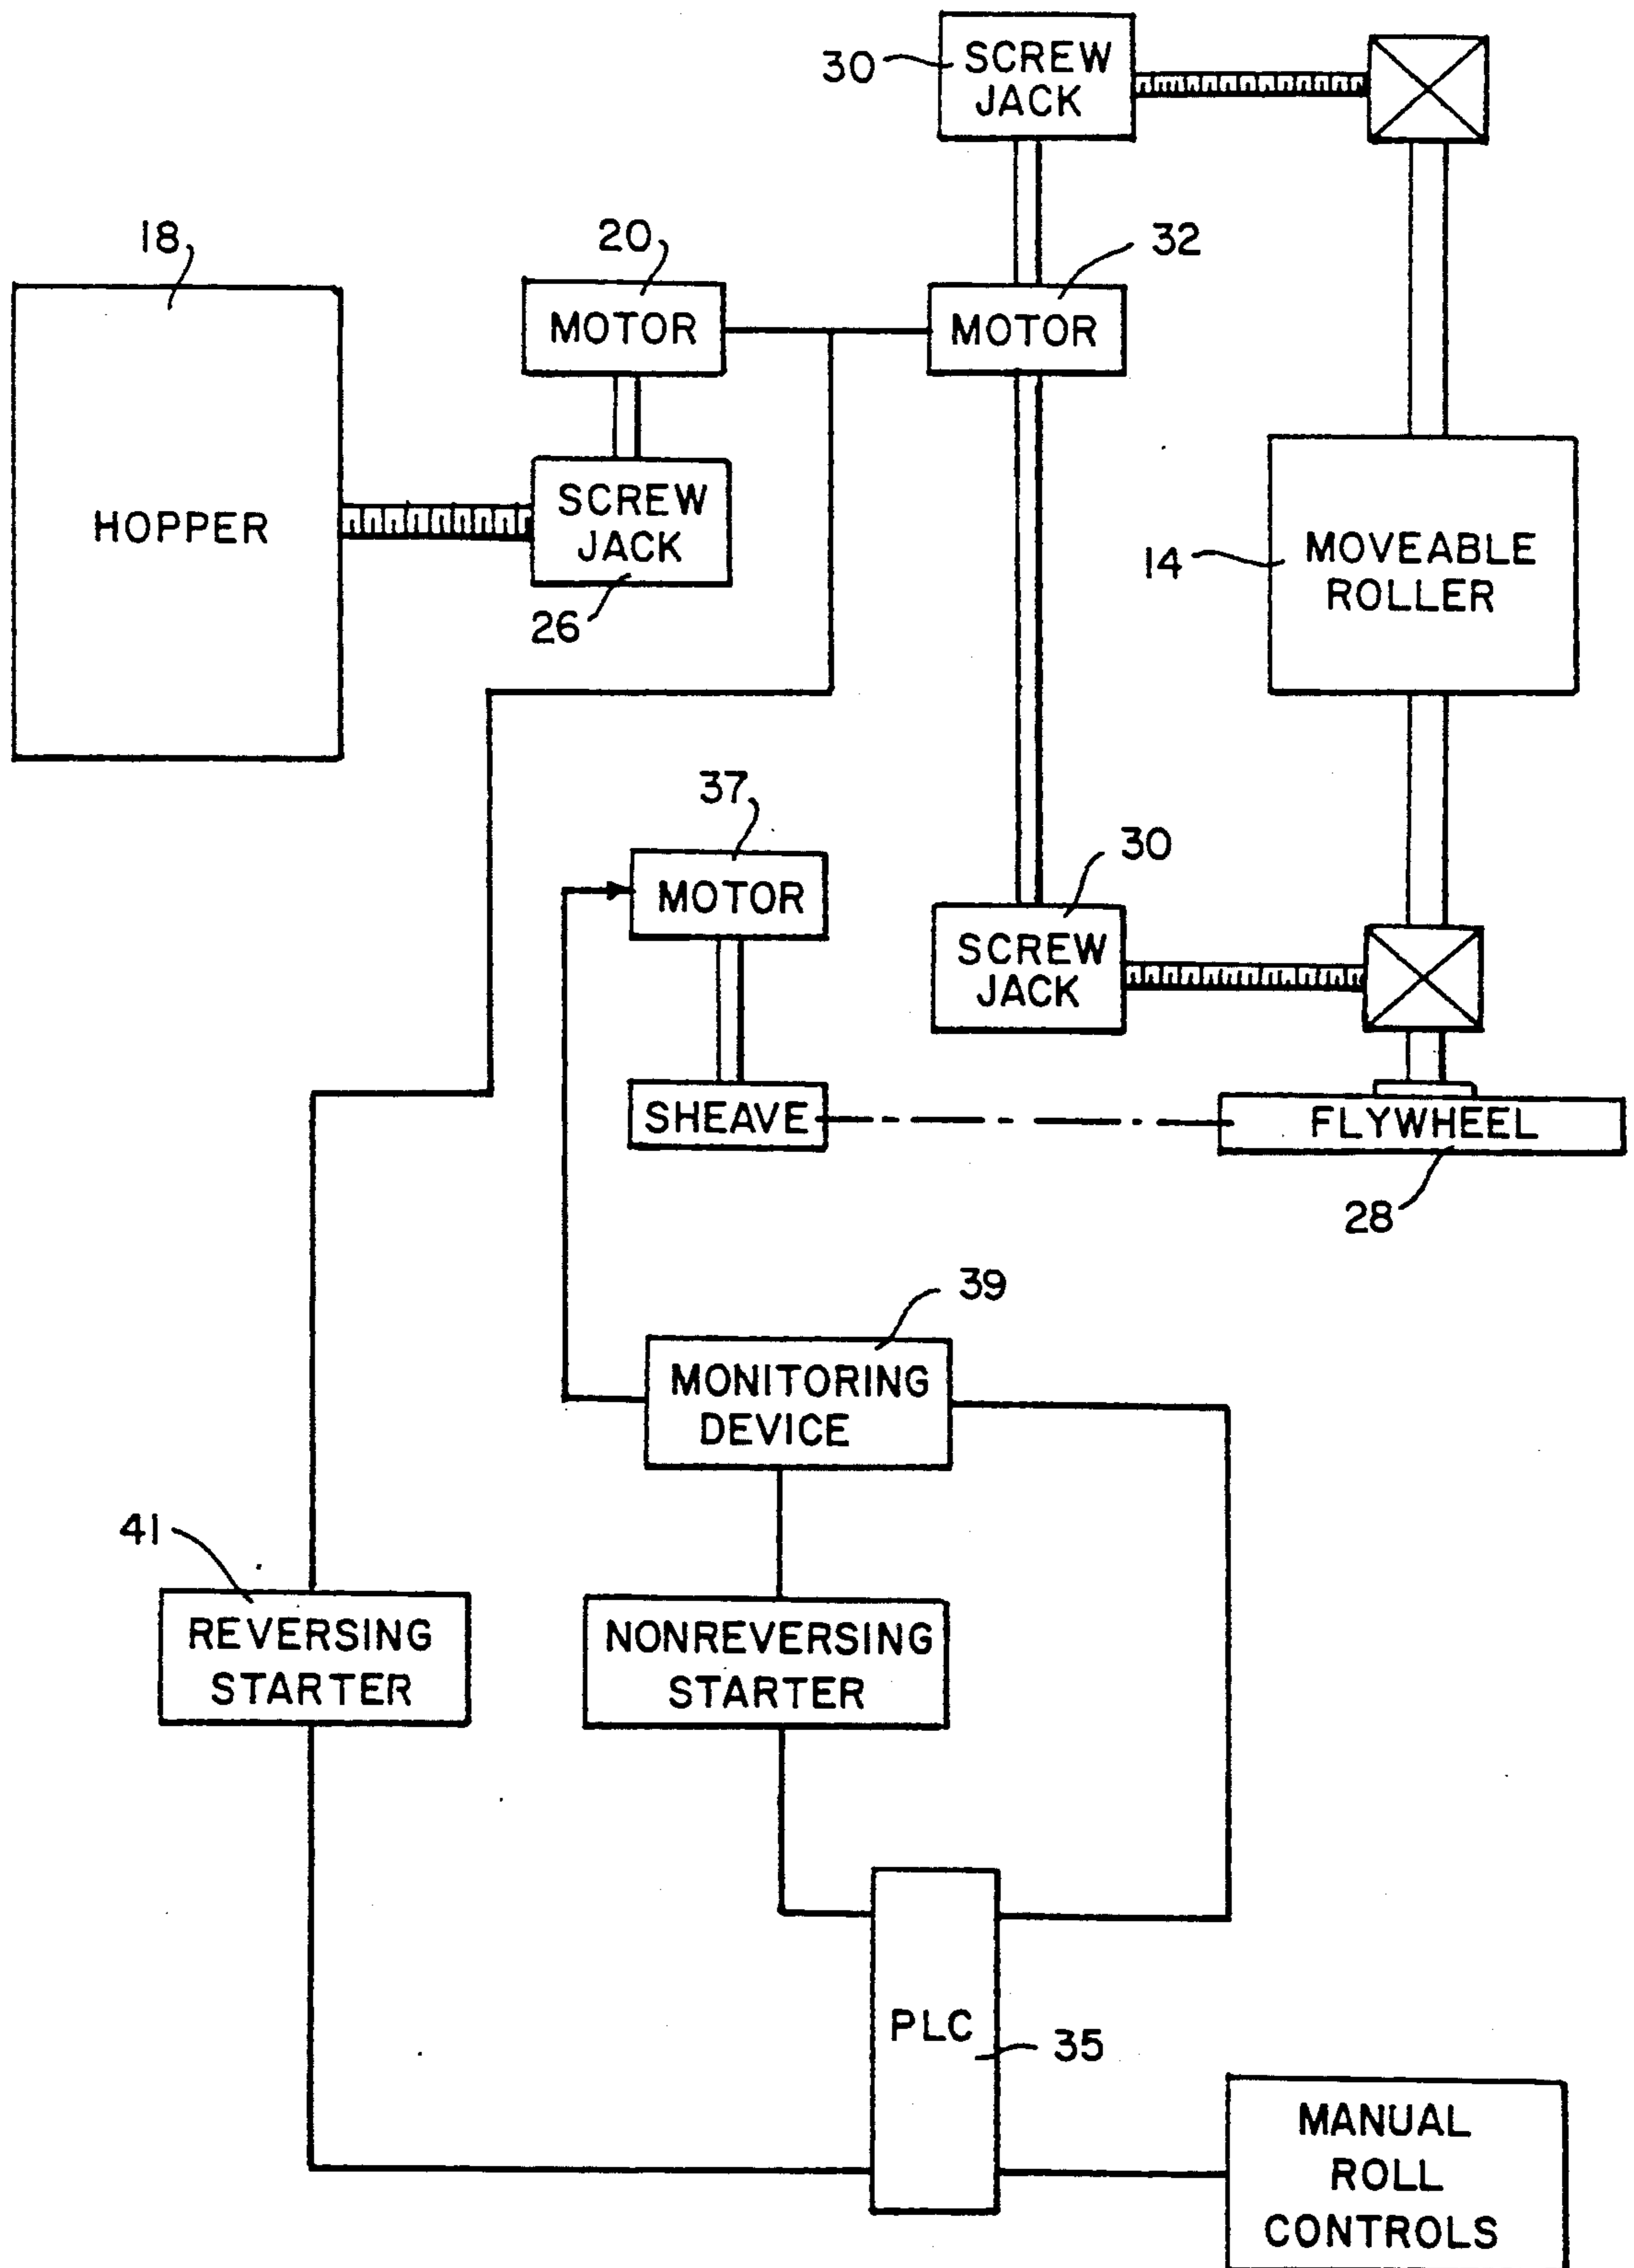 30
SCREW
JACK
18
20
32
MOTOR
MOTOR
HOPPER
SCREW
JACK
26
14
MOVEABLE
ROLLER
37
MOTOR
30
SCREW
JACK
SHEAVE
FLYWHEEL
28
39
MONITORING
DEVICE
41
REVERSING
STARTER
NONREVERSING
STARTER
PLC
35
MANUAL
ROLL
CONTROLS